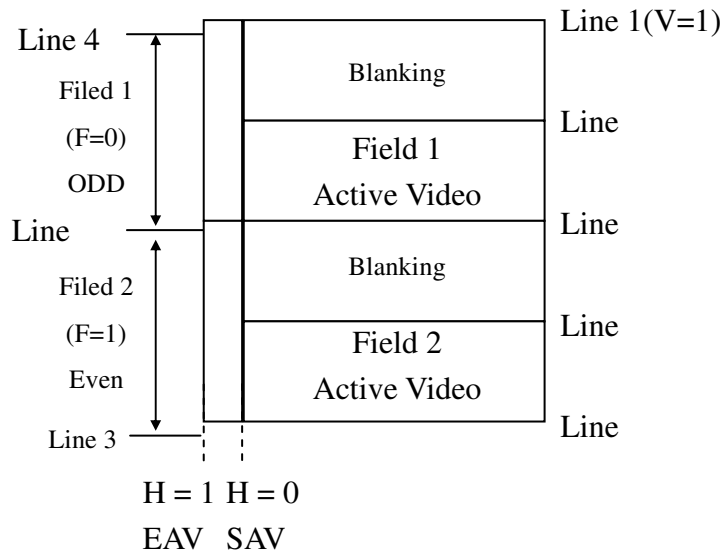 Line 1(V=1)
Line 4
Blanking
Filed 1
(F=0)
ODD
Line
Field 1
Active Video
Line
Line
Blanking
Filed 2
(F=1)
Even
Line
Field 2
Active Video
Line
Line 3
H = 1 H = 0
EAV SAV